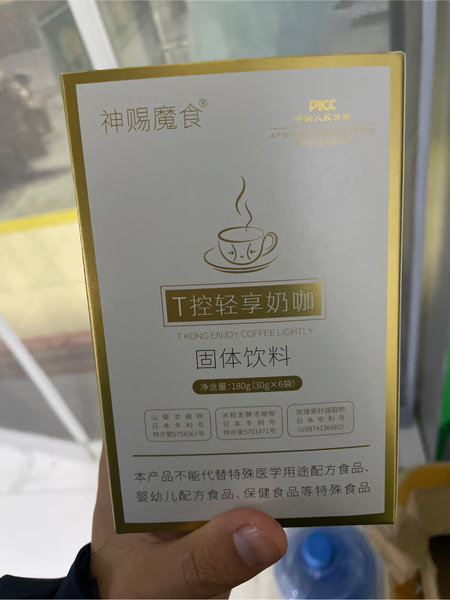 神赐魔食®
PICC
中国人民保险
T控轻享奶咖
T KONG ENJOY COFFEE LIGHTLY
固体饮料
净含量:180g(30g×6袋)
山藜浓缩粉
日本专利号
特许第5758561号
米粕发酵浓缩粉
日本专利号
特许第5701471号
玫瑰果籽提取物
日本专利号
(US8741364B2)
本产品不能代替特殊医学用途配方食品、
婴幼儿配方食品、保健食品等特殊食品